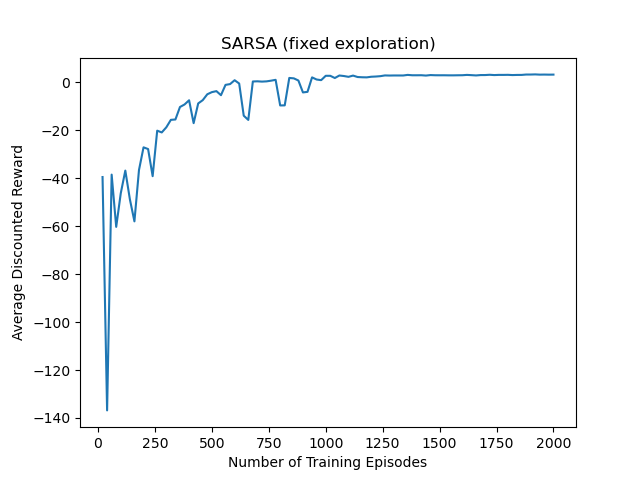 SARSA (fixed exploration)
Average Discounted Reward
0
−20
−40
−60
−80
−100
−120
−140
0 250 500 750 1000 1250 1500 1750 2000
Number of Training Episodes